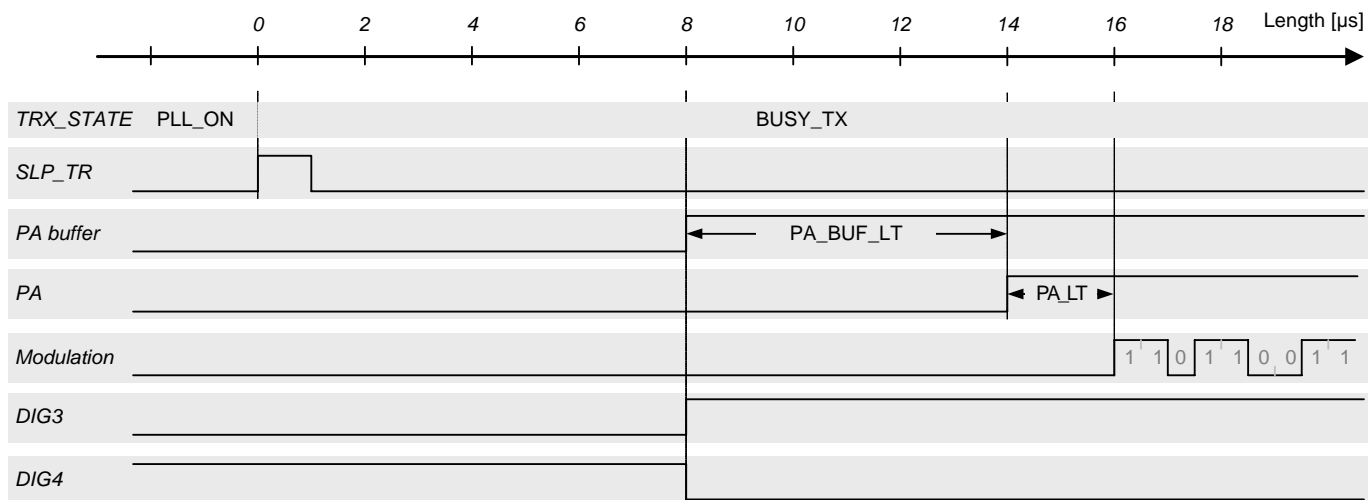 0 2 4 6 8 10 12 14 16 18 Length [µs]
TRX_STATE PLL_ON BUSY_TX
SLP_TR
PA buffer PA_BUF_LT
PA PA_LT
Modulation 1 1 0 1 1 0 0 1 1
DIG3
DIG4